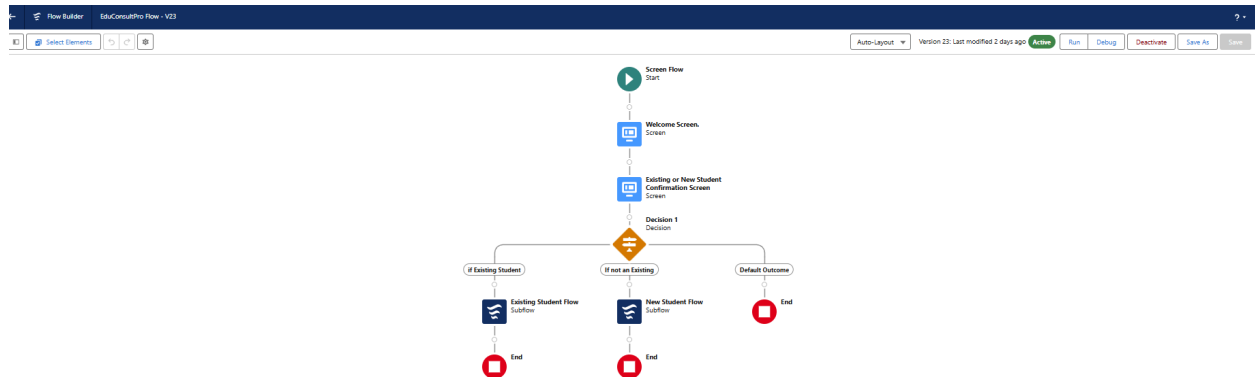 Flow Builder
EduConsultPro Flow - V23
?
Select Elements
Auto-Layout
Version 23: Last modified 2 days ago
Active
Run
Debug
Deactivate
Save As
Save
Screen Flow
Start
Welcome Screen.
Screen
Existing or New Student
Confirmation Screen
Screen
Decision 1
Decision
if Existing Student
If not an Existing
Default Outcome
Existing Student Flow
Subflow
New Student Flow
Subflow
End
End
End